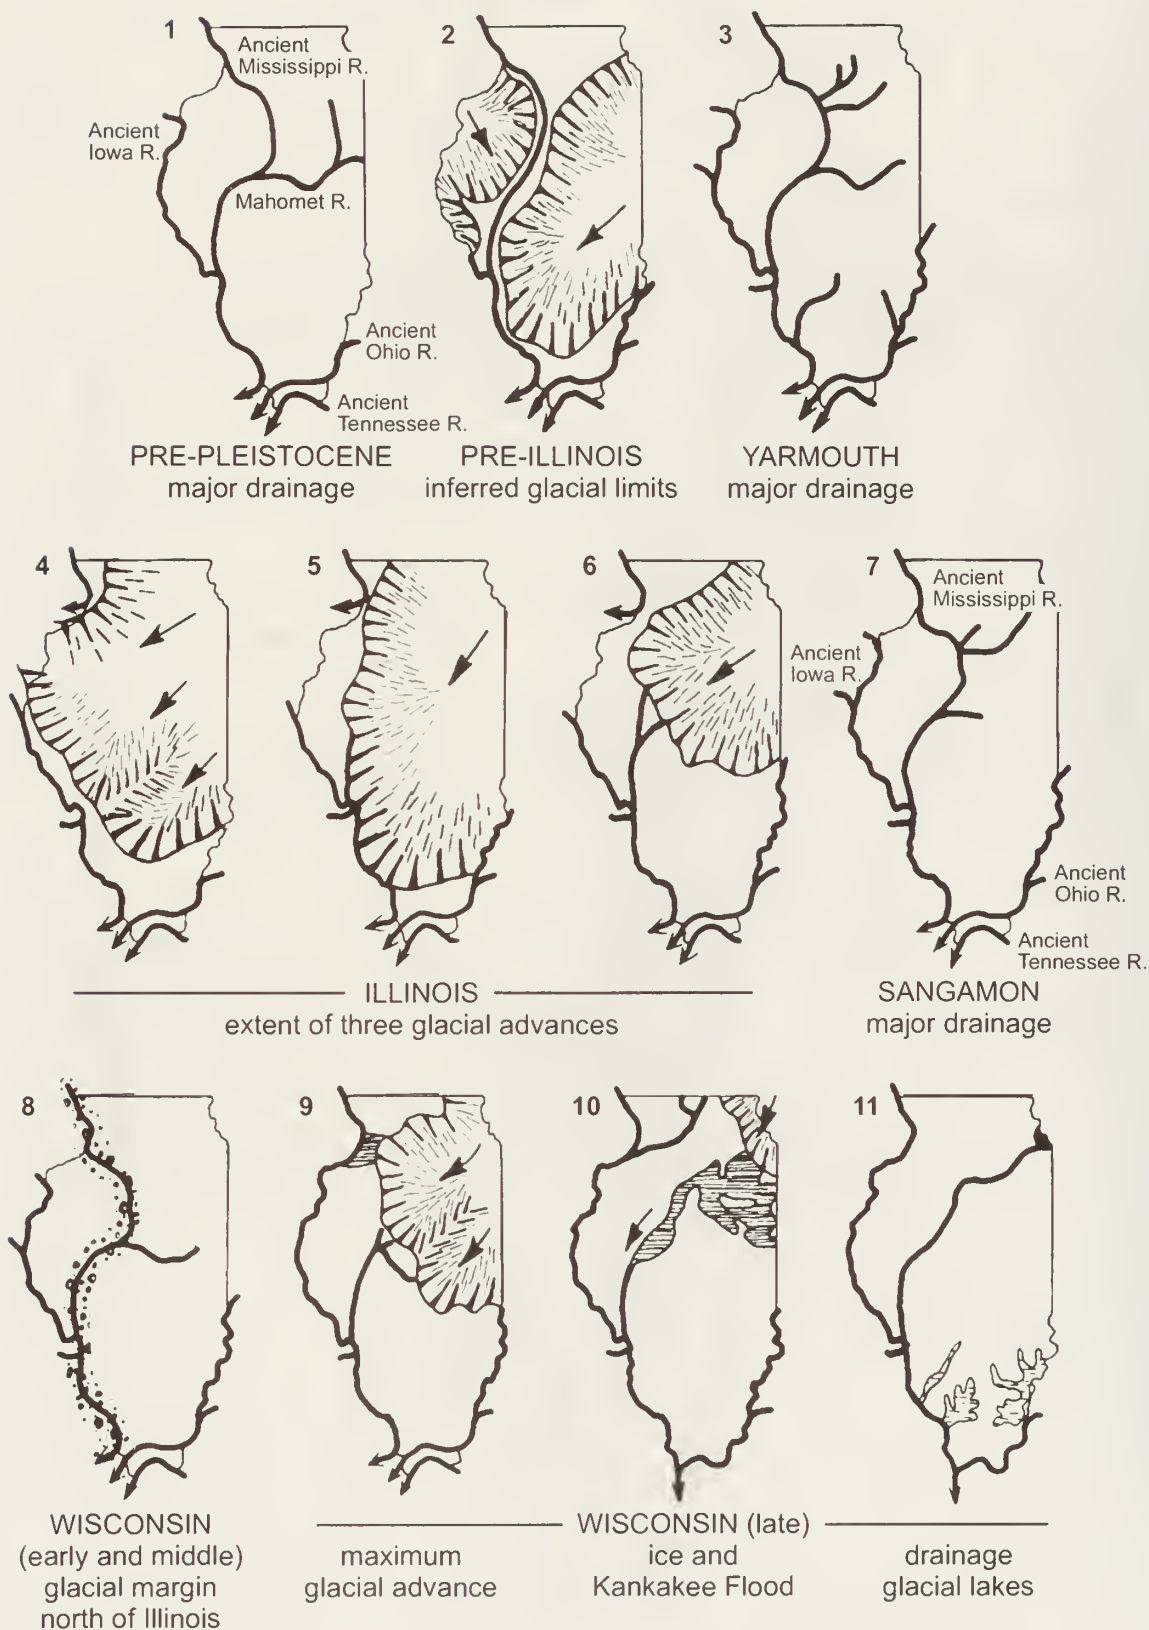 1
Ancient
Mississippi R.
Ancient
Iowa R.
Mahomet R.
Ancient
Ohio R.
Ancient
Tennessee R.
PRE-PLEISTOCENE
major drainage
2
PRE-ILLINOIS
inferred glacial limits
3
YARMOUTH
major drainage
4
5
6
ILLINOIS
extent of three glacial advances
7
Ancient
Mississippi R.
Ancient
Iowa R.
Ancient
Ohio R.
Ancient
Tennessee R.
SANGAMON
major drainage
8
WISCONSIN
(early and middle)
glacial margin
north of Illinois
9
10
11
WISCONSIN (late)
maximum
glacial advance
ice and
Kankakee Flood
drainage
glacial lakes